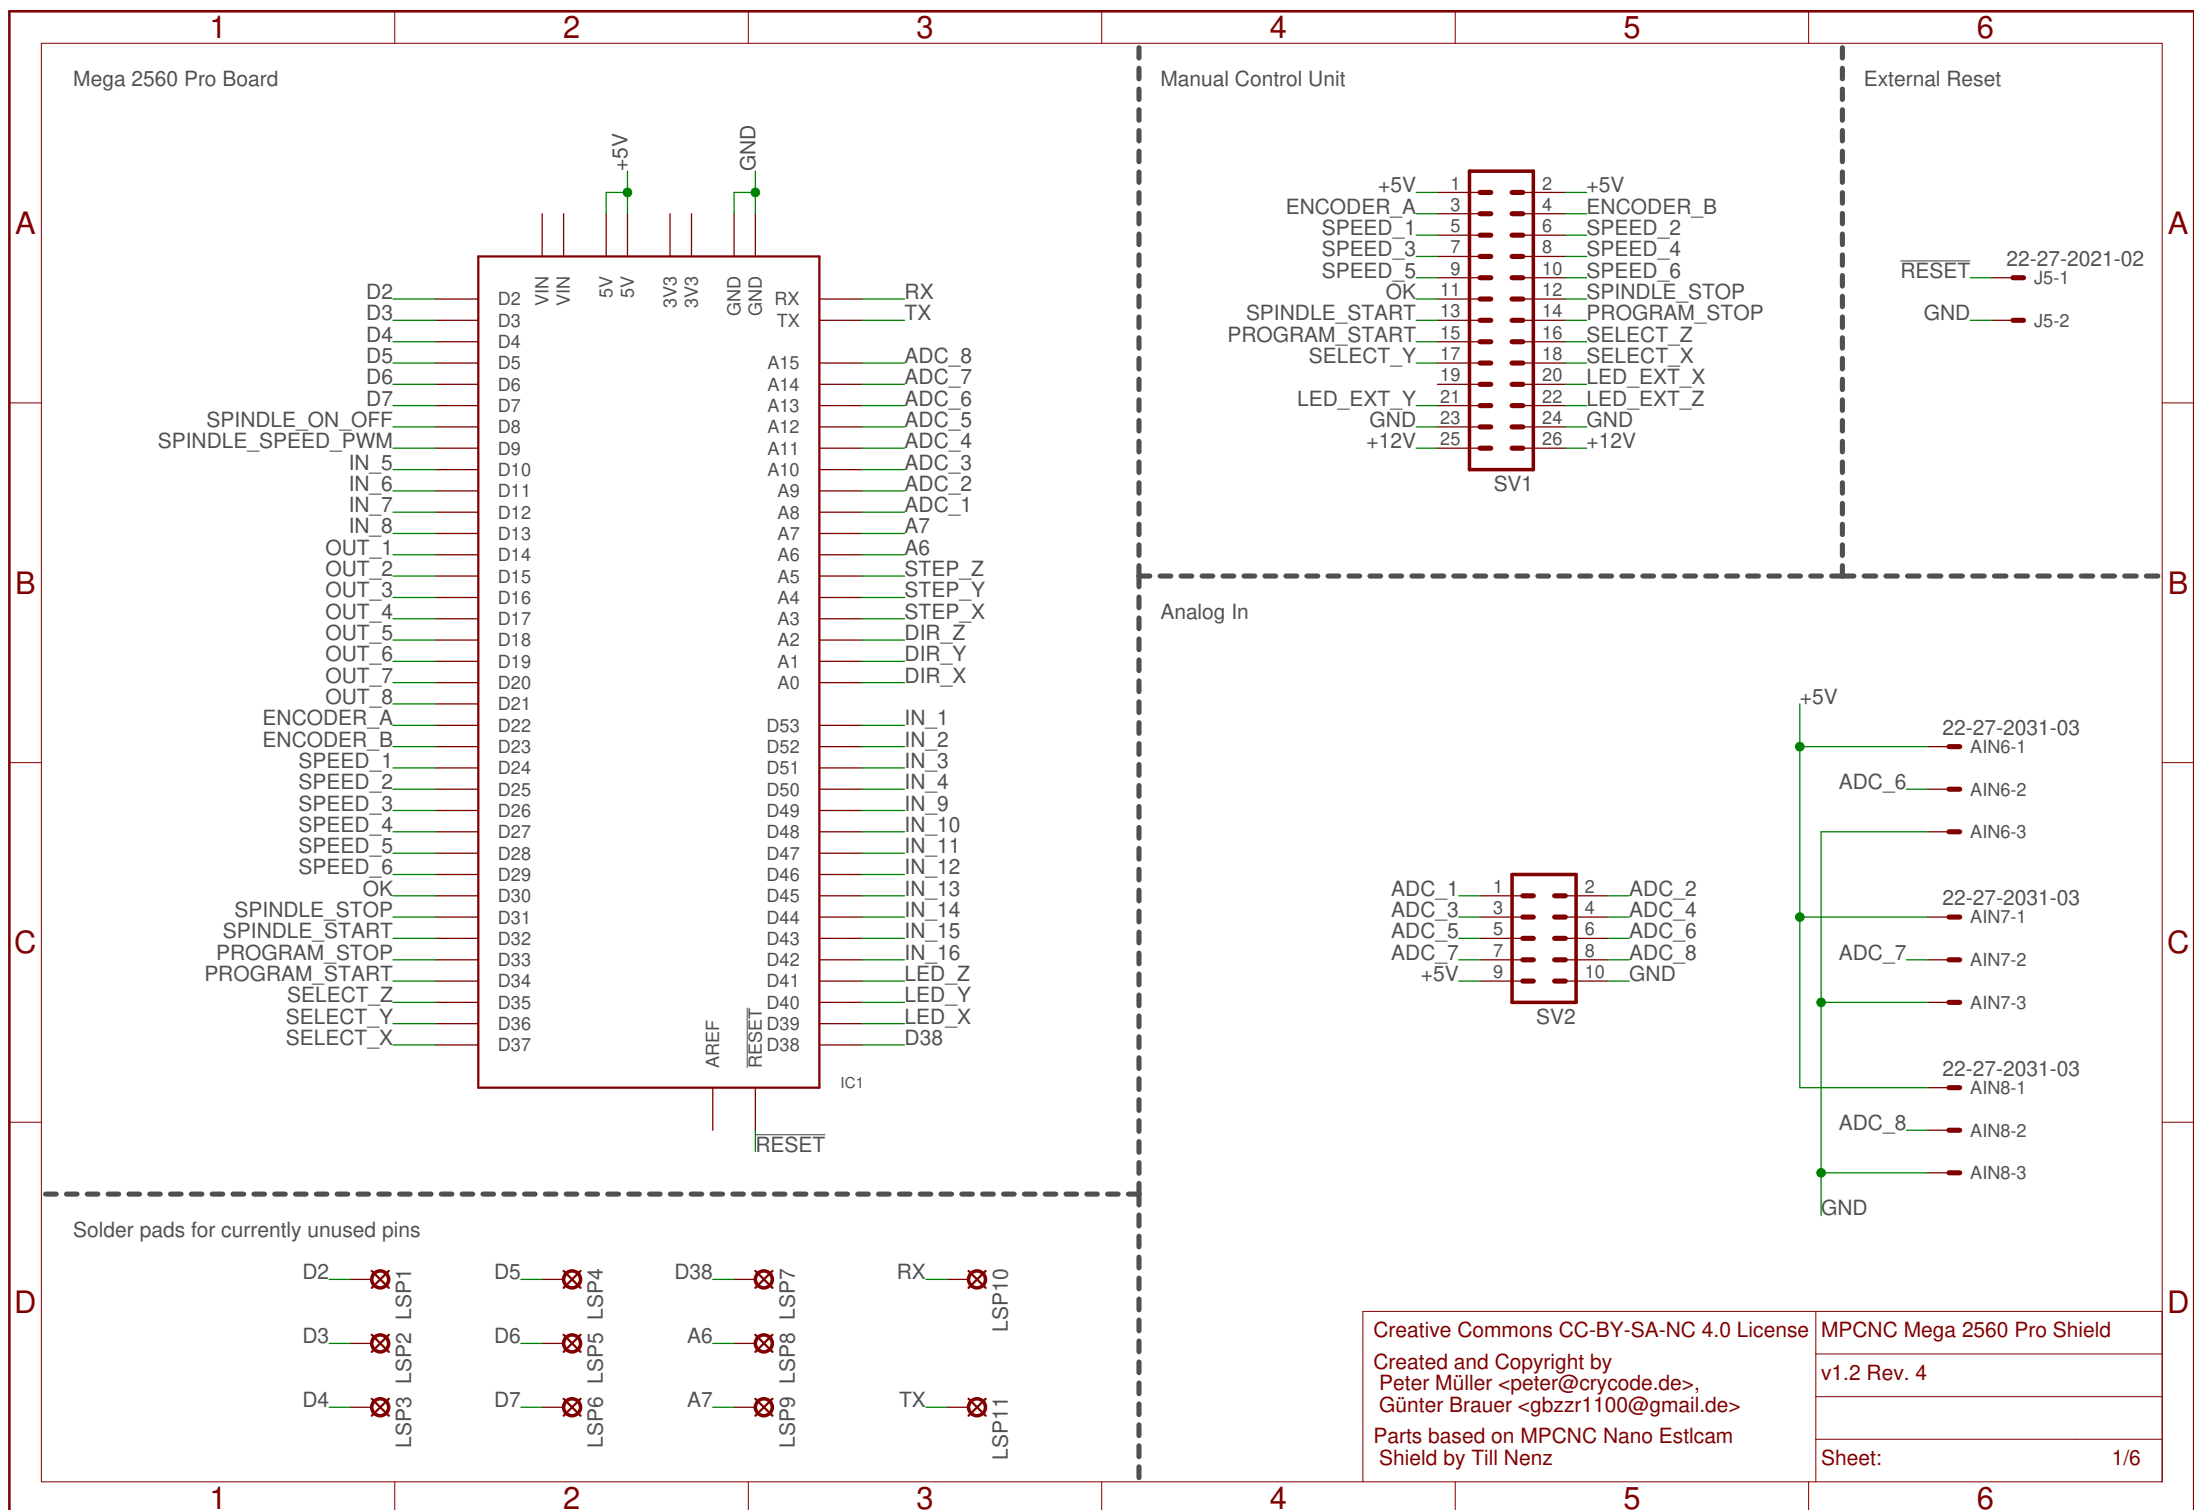 1 2 3 4 5 6
Mega 2560 Pro Board
+5V
GND
VIN
VIN
5V
5V
3V3
3V3
GND
GND
D2 D2
D3 D3
D4 D4
D5 D5
D6 D6
D7 D7
SPINDLE_ON_OFF D8
SPINDLE_SPEED_PWM D9
IN_5 D10
IN_6 D11
IN_7 D12
IN_8 D13
OUT_1 D14
OUT_2 D15
OUT_3 D16
OUT_4 D17
OUT_5 D18
OUT_6 D19
OUT_7 D20
OUT_8 D21
ENCODER_A D22
ENCODER_B D23
SPEED_1 D24
SPEED_2 D25
SPEED_3 D26
SPEED_4 D27
SPEED_5 D28
SPEED_6 D29
OK D30
SPINDLE_STOP D31
SPINDLE_START D32
PROGRAM_STOP D33
PROGRAM_START D34
SELECT_Z D35
SELECT_Y D36
SELECT_X D37
RX RX
TX TX
A15 ADC_8
A14 ADC_7
A13 ADC_6
A12 ADC_5
A11 ADC_4
A10 ADC_3
A9 ADC_2
A8 ADC_1
A7 A7
A6 A6
A5 STEP_Z
A4 STEP_Y
A3 STEP_X
A2 DIR_Z
A1 DIR_Y
A0 DIR_X
D53 IN_1
D52 IN_2
D51 IN_3
D50 IN_4
D49 IN_9
D48 IN_10
D47 IN_11
D46 IN_12
D45 IN_13
D44 IN_14
D43 IN_15
D42 IN_16
D41 LED_Z
D40 LED_Y
D39 LED_X
D38 D38
AREF
RESET
IC1
RESET
Manual Control Unit
+5V 1 2 +5V
ENCODER_A 3 4 ENCODER_B
SPEED_1 5 6 SPEED_2
SPEED_3 7 8 SPEED_4
SPEED_5 9 10 SPEED_6
OK 11 12 SPINDLE_STOP
SPINDLE_START 13 14 PROGRAM_STOP
PROGRAM_START 15 16 SELECT_Z
SELECT_Y 17 18 SELECT_X
19 20 LED_EXT_X
LED_EXT_Y 21 22 LED_EXT_Z
GND 23 24 GND
+12V 25 26 +12V
SV1
External Reset
22-27-2021-02
RESET J5-1
GND J5-2
Analog In
ADC_1 1 2 ADC_2
ADC_3 3 4 ADC_4
ADC_5 5 6 ADC_6
ADC_7 7 8 ADC_8
+5V 9 10 GND
SV2
+5V
22-27-2031-03
AIN6-1
ADC_6 AIN6-2
AIN6-3
22-27-2031-03
AIN7-1
ADC_7 AIN7-2
AIN7-3
22-27-2031-03
AIN8-1
ADC_8 AIN8-2
AIN8-3
GND
Solder pads for currently unused pins
D2 LSP1 D5 LSP4 D38 LSP7 RX LSP10
D3 LSP2 D6 LSP5 A6 LSP8
D4 LSP3 D7 LSP6 A7 LSP9 TX LSP11
Creative Commons CC-BY-SA-NC 4.0 License
Created and Copyright by
Peter Müller <peter@crycode.de>,
Günter Brauer <gbzzr1100@gmail.de>
Parts based on MPCNC Nano Estlcam
Shield by Till Nenz
MPCNC Mega 2560 Pro Shield
v1.2 Rev. 4
Sheet: 1/6
A A
B B
C C
D D
1 2 3 4 5 6